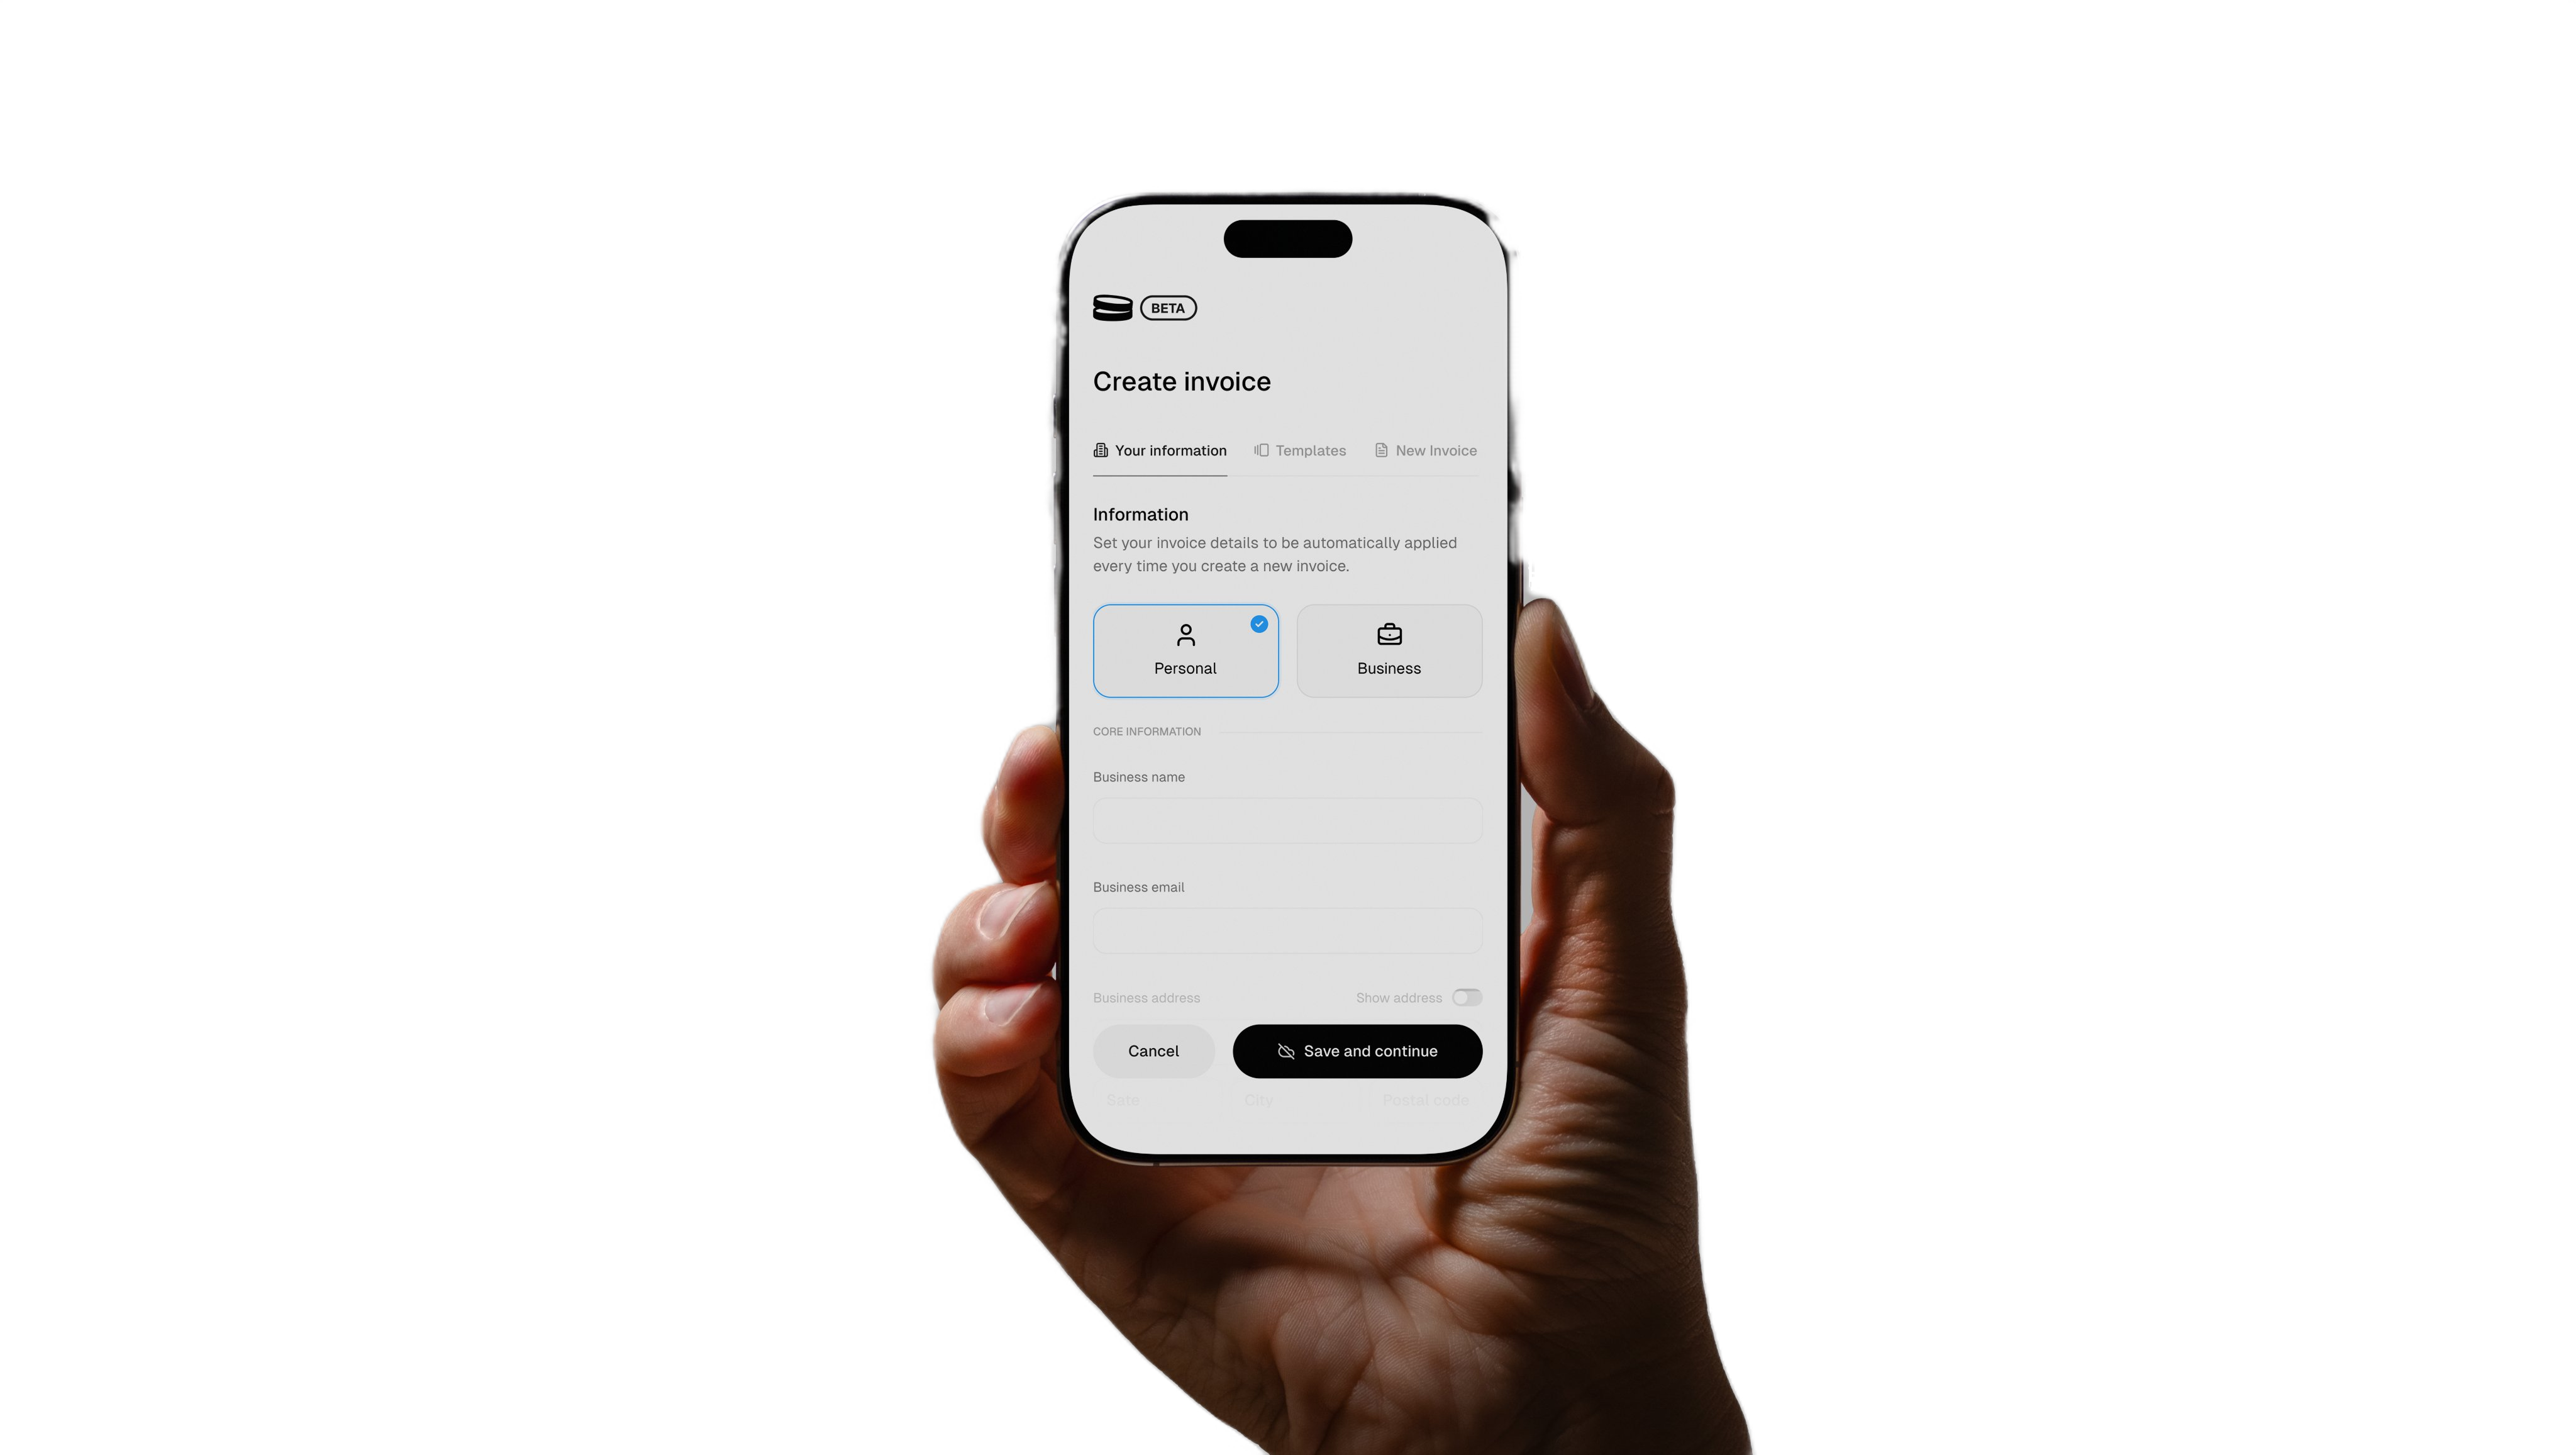 BETA
Create invoice
Your information Templates New Invoice
Information
Set your invoice details to be automatically applied
every time you create a new invoice.
Personal Business
CORE INFORMATION
Business name
Business email
Business address Show address
Cancel Save and continue
Sate City Postal code